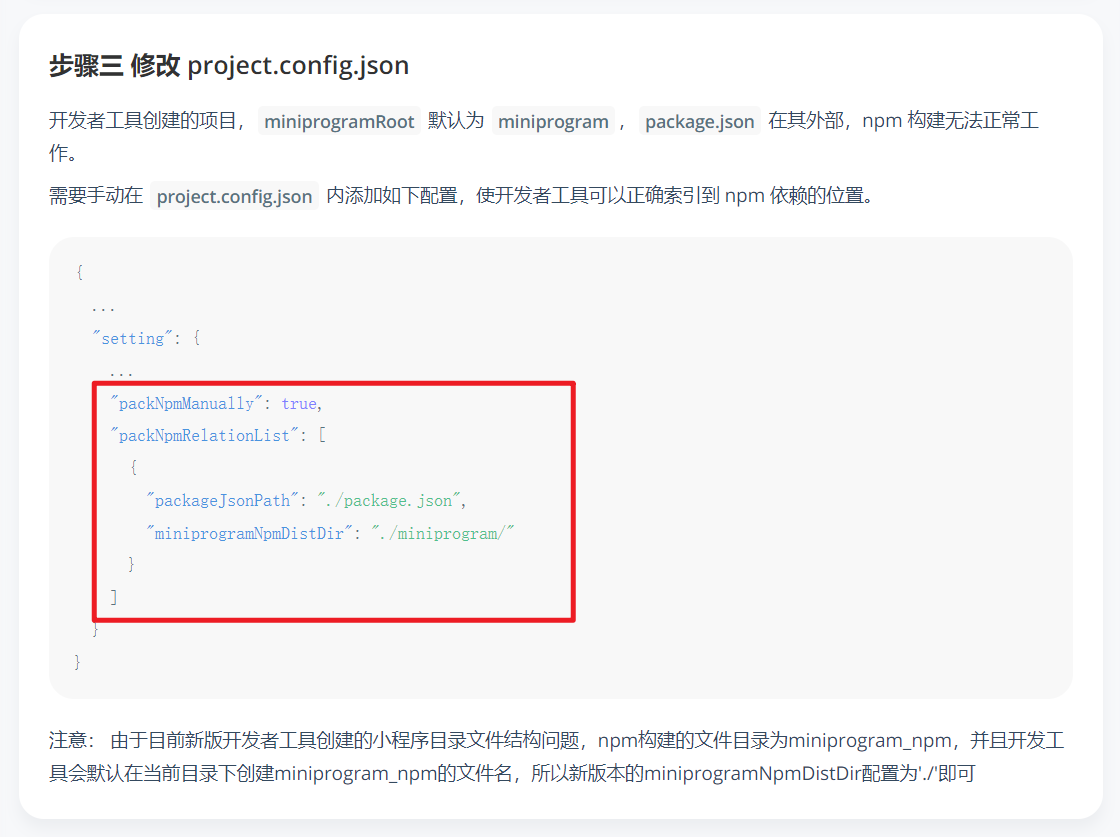 步骤三 修改 project.config.json
开发者工具创建的项目， miniprogramRoot 默认为 miniprogram ， package.json 在其外部，npm 构建无法正常工
作。
需要手动在 project.config.json 内添加如下配置，使开发者工具可以正确索引到 npm 依赖的位置。
{
...
"setting": {
...
"packNpmManually": true,
"packNpmRelationList": [
{
"packageJsonPath": "./package.json",
"miniprogramNpmDistDir": "./miniprogram/"
}
]
}
}
注意： 由于目前新版开发者工具创建的小程序目录文件结构问题，npm构建的文件目录为miniprogram_npm，并且开发工
具会默认在当前目录下创建miniprogram_npm的文件名，所以新版本的miniprogramNpmDistDir配置为'./'即可